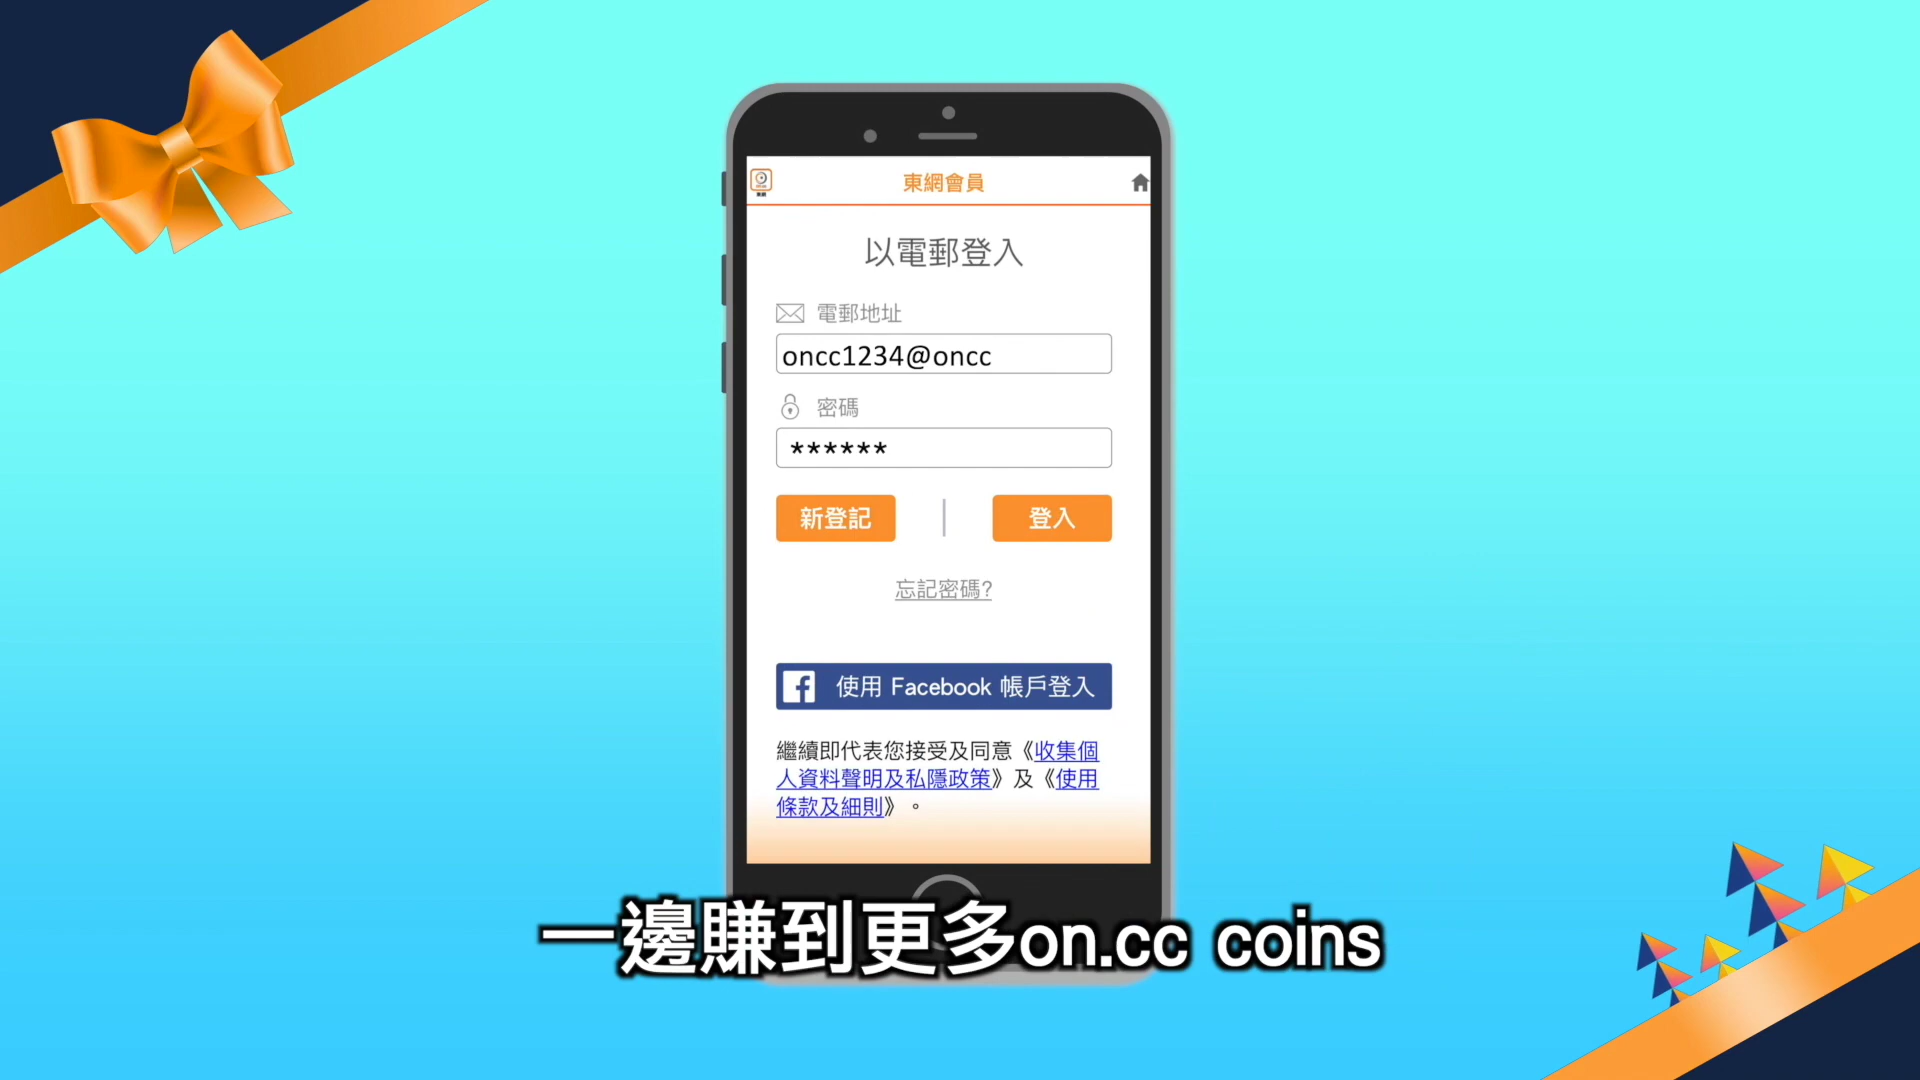 東網會員
以電郵登入
電郵地址
oncc1234@oncc
密碼
******
新登記 | 登入
忘記密碼?
使用 Facebook 帳戶登入
繼續即代表您接受及同意《收集個
人資料聲明及私隱政策》及《使用
條款及細則》。
一邊賺到更多on.cc coins